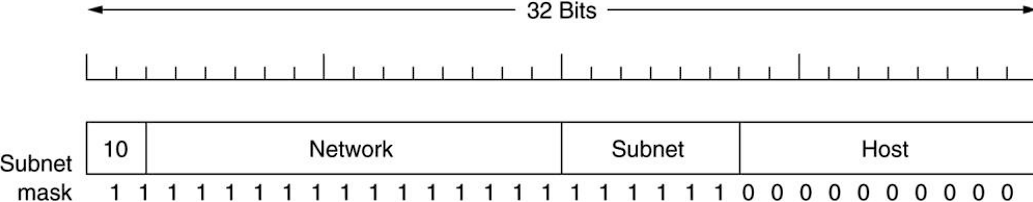 32 Bits
10 Network Subnet Host
Subnet
mask 1 1 1 1 1 1 1 1 1 1 1 1 1 1 1 1 1 1 1 1 1 1 0 0 0 0 0 0 0 0 0 0